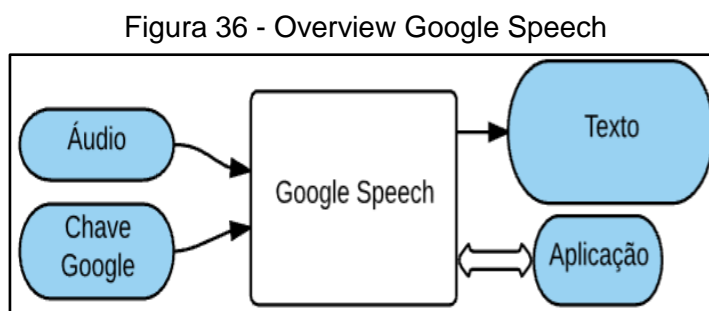 Figura 36 - Overview Google Speech
Áudio
Chave
Google
Google Speech
Texto
Aplicação